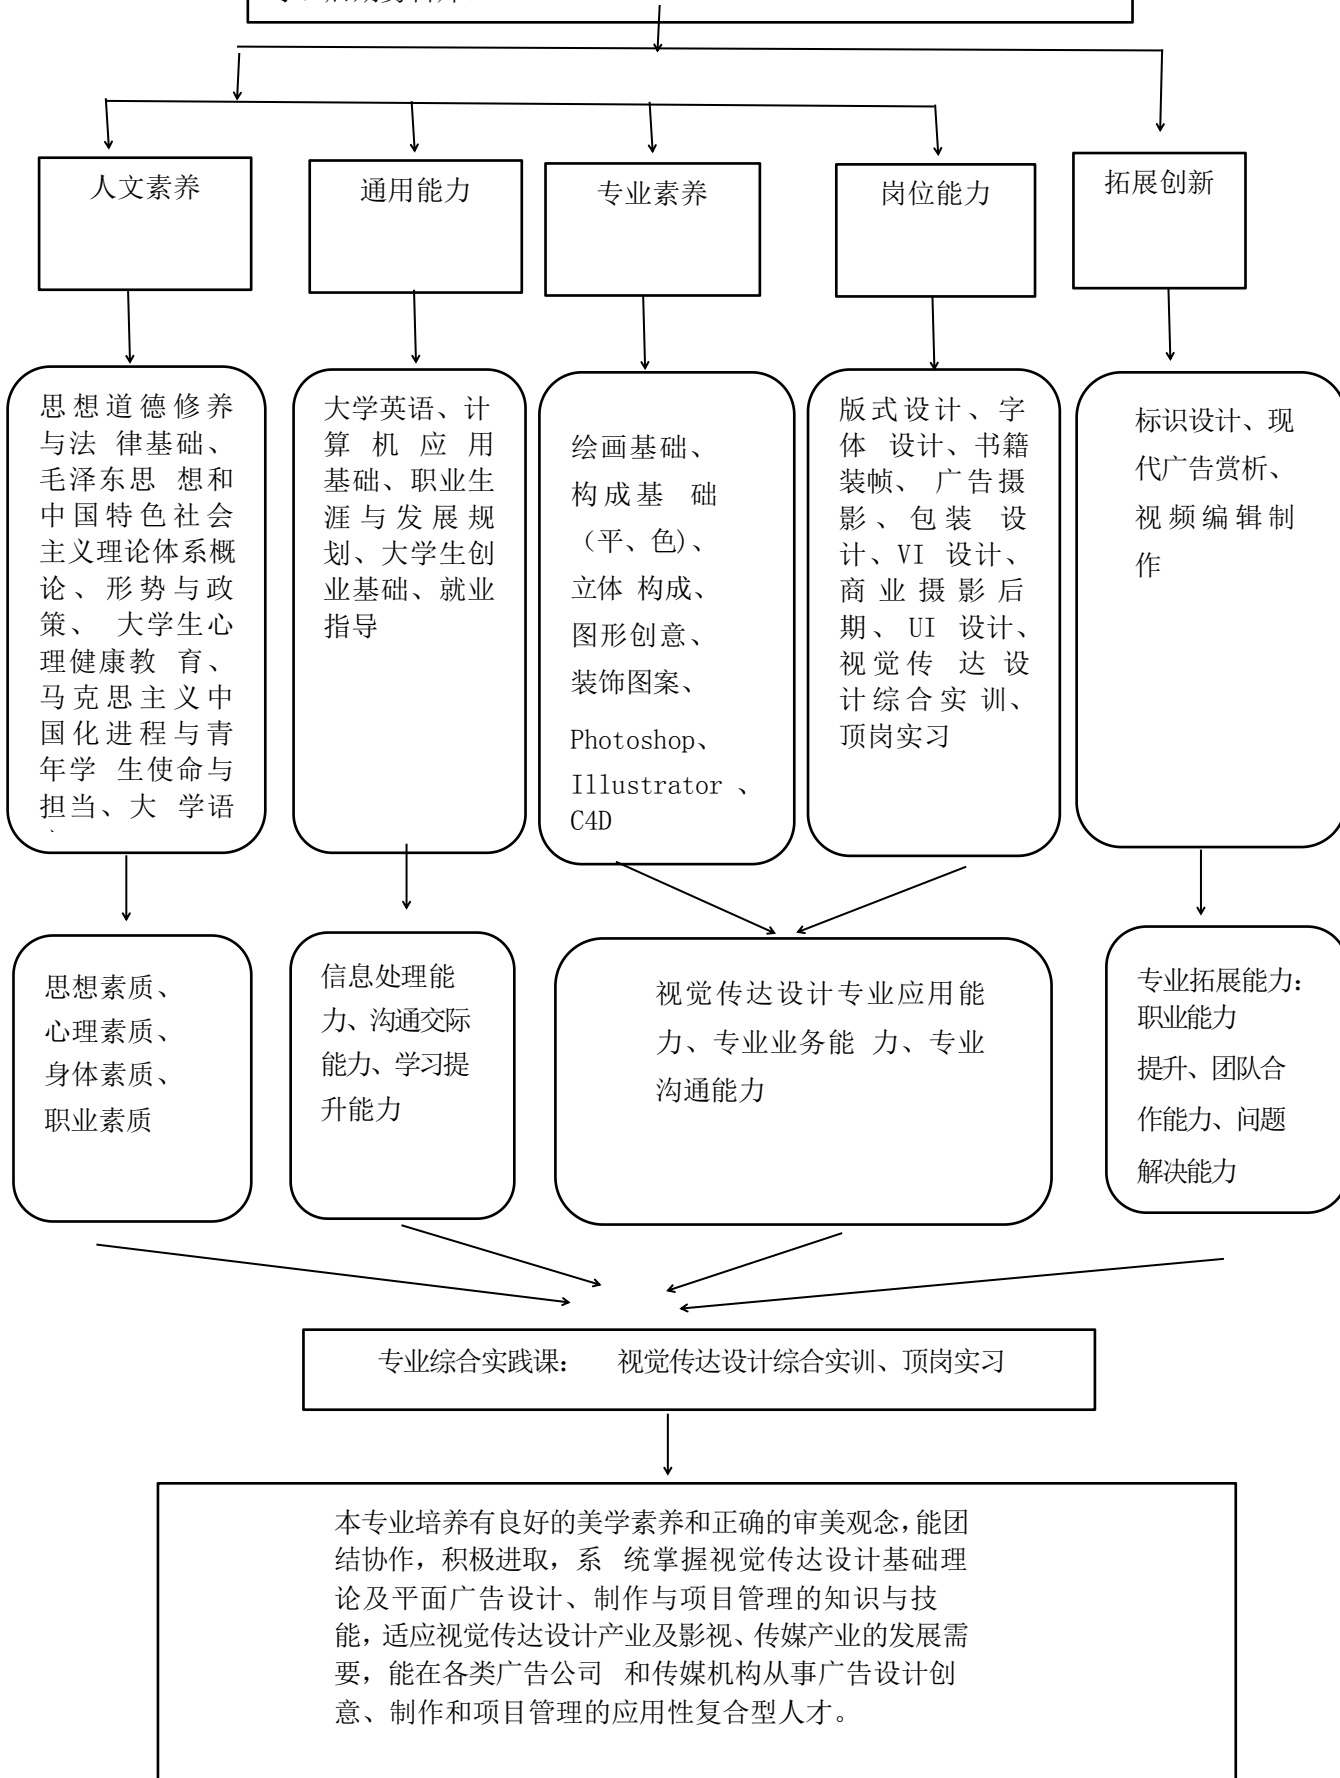 人文素养
通用能力
专业素养
岗位能力
拓展创新
思想道德修养
与法 律基础、
毛泽东思 想和
中国特色社会
主义理论体系概
论、形势与政
策、 大学生心
理健康教 育、
马克思主义中
国化进程与青
年学 生使命与
担当、大 学语
大学英语、计
算 机 应 用
基础、职业生
涯与发展规
划、大学生创
业基础、就业
指导
绘画基础、
构成基 础
（平、色）、
立体 构成、
图形创意、
装饰图案、
Photoshop、
Illustrator 、
C4D
版式设计、字
体 设计、书籍
装帧、 广告摄
影、包装 设
计、VI 设计、
商业摄影后
期、UI 设计、
视觉传 达 设
计综合实 训、
顶岗实习
标识设计、现
代广告赏析、
视频编辑制
作
思想素质、
心理素质、
身体素质、
职业素质
信息处理能
力、沟通交际
能力、学习提
升能力
视觉传达设计专业应用能
力、专业业务能 力、专业
沟通能力
专业拓展能力：
职业能力
提升、团队合
作能力、问题
解决能力
专业综合实践课： 视觉传达设计综合实训、顶岗实习
本专业培养有良好的美学素养和正确的审美观念，能团
结协作，积极进取，系 统掌握视觉传达设计基础理
论及平面广告设计、制作与项目管理的知识与技
能，适应视觉传达设计产业及影视、传媒产业的发展需
要，能在各类广告公司 和传媒机构从事广告设计创
意、制作和项目管理的应用性复合型人才。